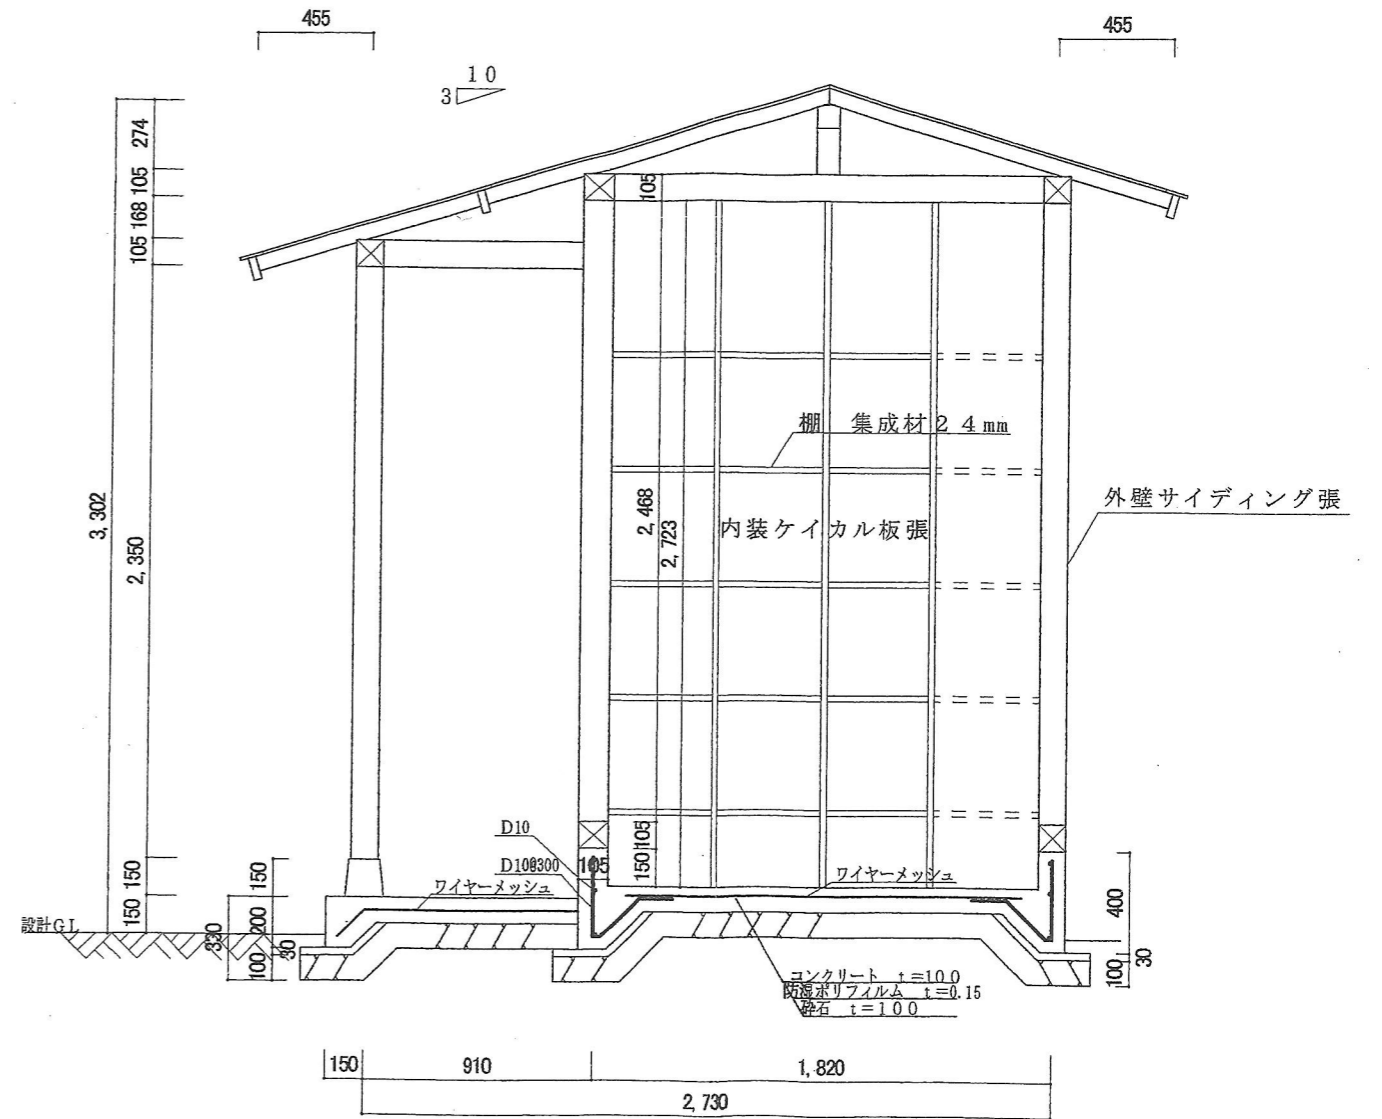 455
455
10
3
274
105
168
105
105
3,302
2,350
2,468
2,723
棚 集成材24mm
内装ケイカル板張
外壁サイディング張
D10
D10@300
105
105
150
ワイヤーメッシュ
ワイヤーメッシュ
150
150
150
200
330
30
100
設計GL
400
30
100
コンクリート t=100
防湿ポリフィルム t=0.15
砕石 t=100
150
910
1,820
2,730